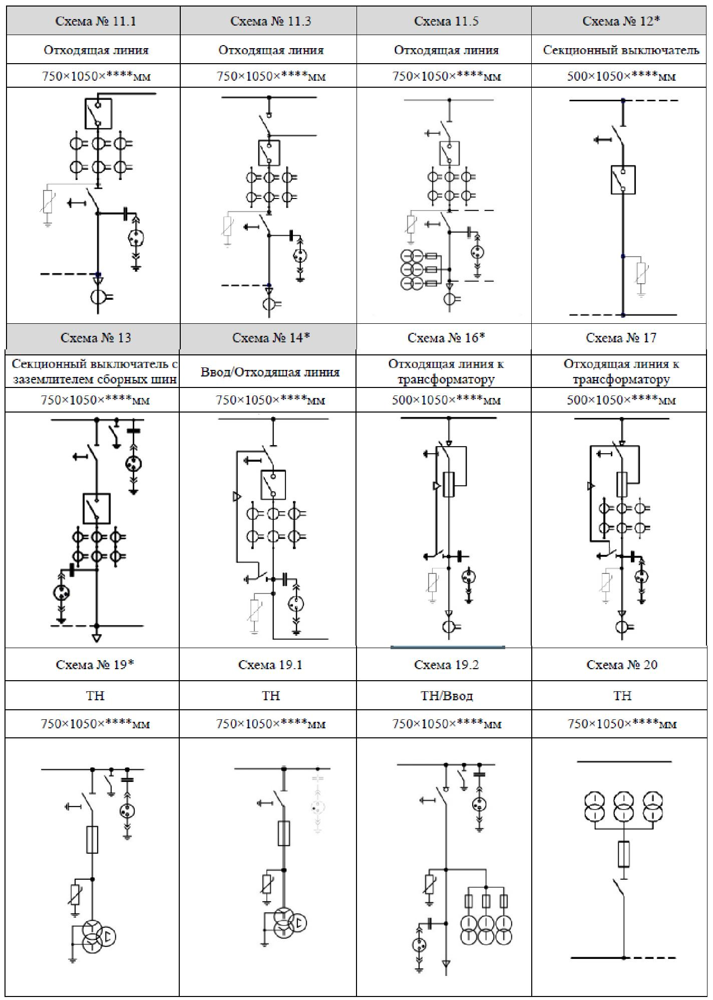 Схема № 11.1
Схема № 11.3
Схема 11.5
Схема № 12*
Отходящая линия
Отходящая линия
Отходящая линия
Секционный выключатель
750×1050×****мм
750×1050×****мм
750×1050×****мм
500×1050×****мм
Схема № 13
Схема № 14*
Схема № 16*
Схема № 17
Секционный выключатель с
заземлителем сборных шин
Ввод/Отходящая линия
Отходящая линия к
трансформатору
Отходящая линия к
трансформатору
750×1050×****мм
750×1050×****мм
500×1050×****мм
500×1050×****мм
Схема № 19*
Схема 19.1
Схема 19.2
Схема № 20
ТН
ТН
ТН/Ввод
ТН
750×1050×****мм
750×1050×****мм
750×1050×****мм
750×1050×****мм